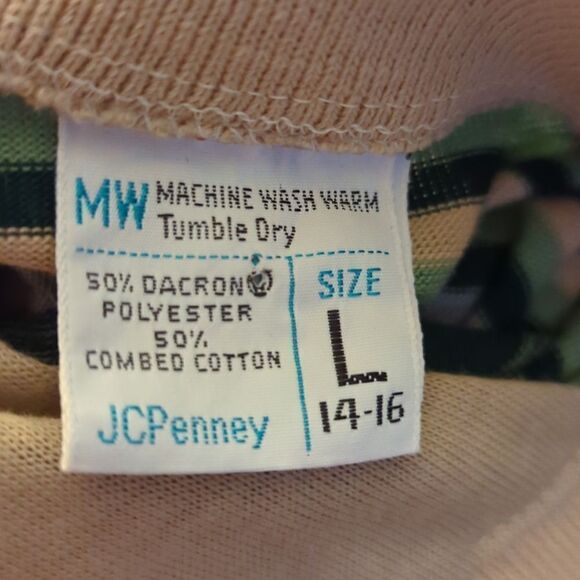 MW MACHINE WASH WARM
Tumble Dry
50% DACRON®
POLYESTER
50%
COMBED COTTON
JCPenney
SIZE
L
14-16